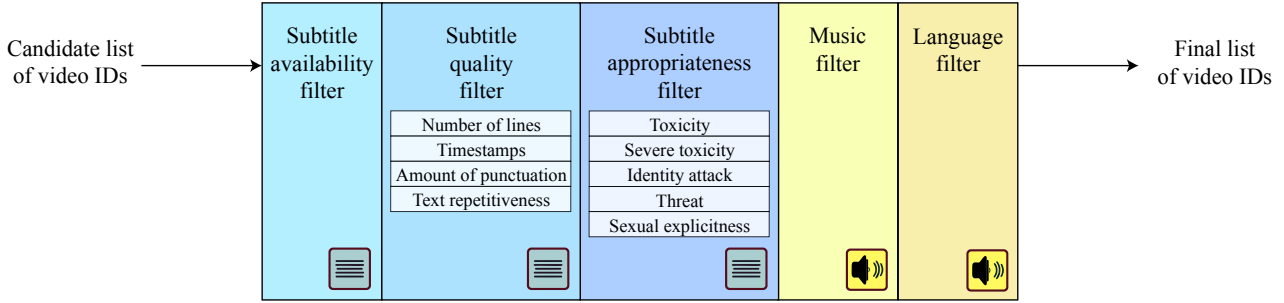 Candidate list
of video IDs
Subtitle
availability
filter
Subtitle
quality
filter
Number of lines
Timestamps
Amount of punctuation
Text repetitiveness
Subtitle
appropriateness
filter
Toxicity
Severe toxicity
Identity attack
Threat
Sexual explicitness
Music
filter
Language
filter
Final list
of video IDs